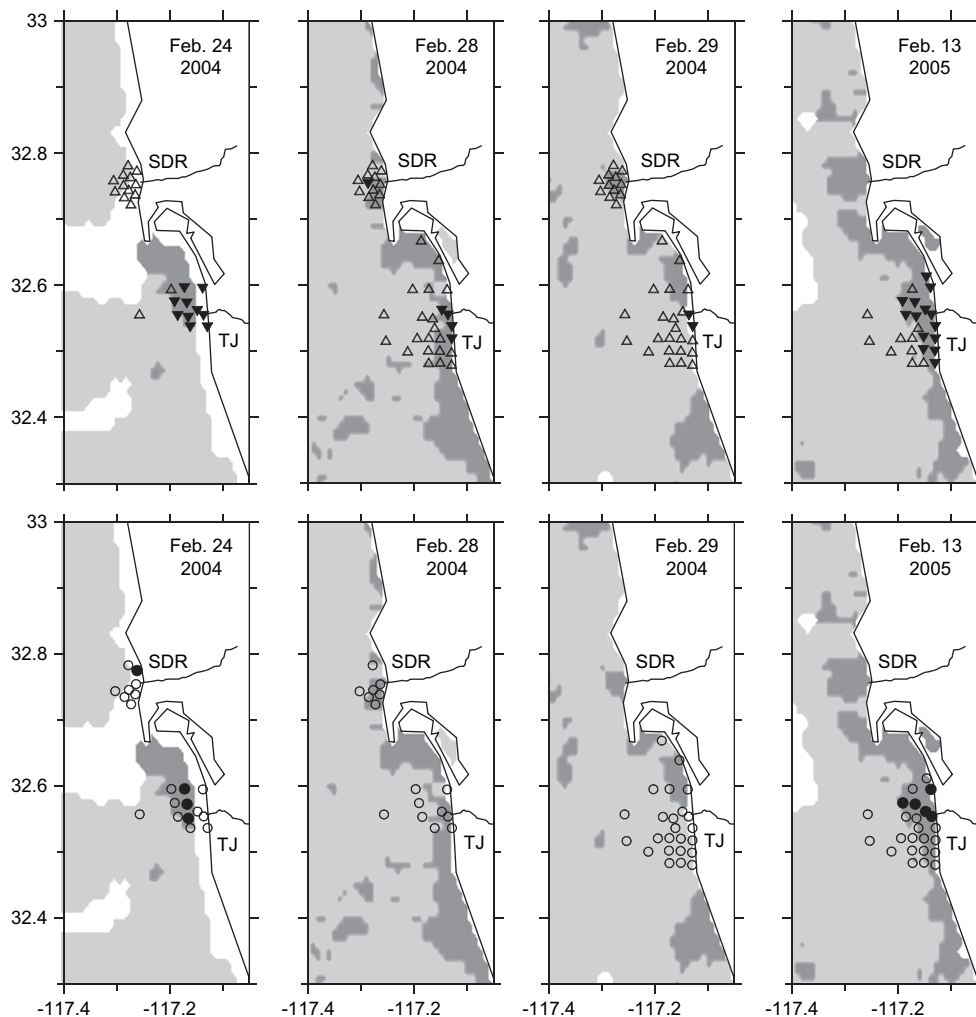 33
Feb. 24
2004
Feb. 28
2004
Feb. 29
2004
Feb. 13
2005
32.8
SDR
SDR
SDR
SDR
32.6
TJ
TJ
TJ
TJ
32.4
33
Feb. 24
2004
Feb. 28
2004
Feb. 29
2004
Feb. 13
2005
32.8
SDR
SDR
SDR
SDR
32.6
TJ
TJ
TJ
TJ
32.4
-117.4
-117.2
-117.4
-117.2
-117.4
-117.2
-117.4
-117.2